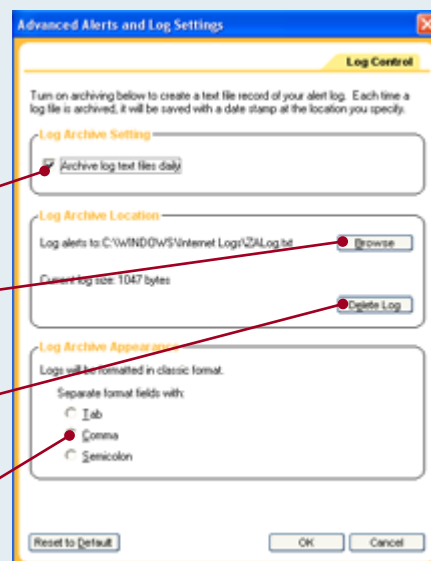 Advanced Alerts and Log Settings
Log Control
Turn on archiving below to create a text file record of your alert log. Each time a
log file is archived, it will be saved with a date stamp at the location you specify.
Log Archive Setting
Archive log text files daily
Log Archive Location
Log alerts to: C:\WINDOWS\Internet Logs\ZALog.txt
Browse
Current log size: 1047 bytes
Delete Log
Log Archive Appearance
Logs will be formatted in classic format.
Separate format fields with:
Tab
Comma
Semicolon
Reset to Default
OK
Cancel